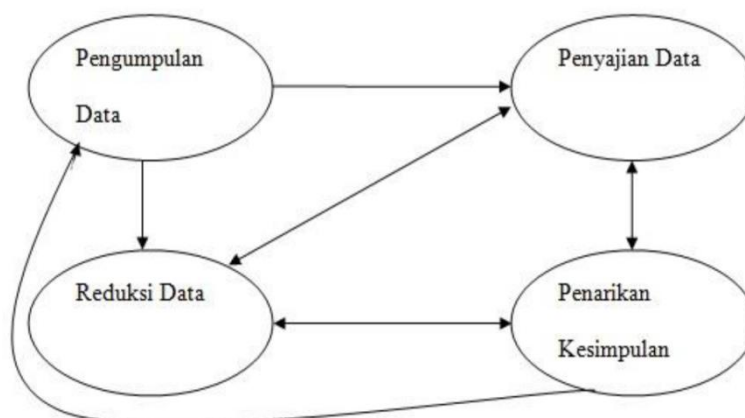 Pengumpulan
Data
Penyajian Data
Reduksi Data
Penarikan
Kesimpulan